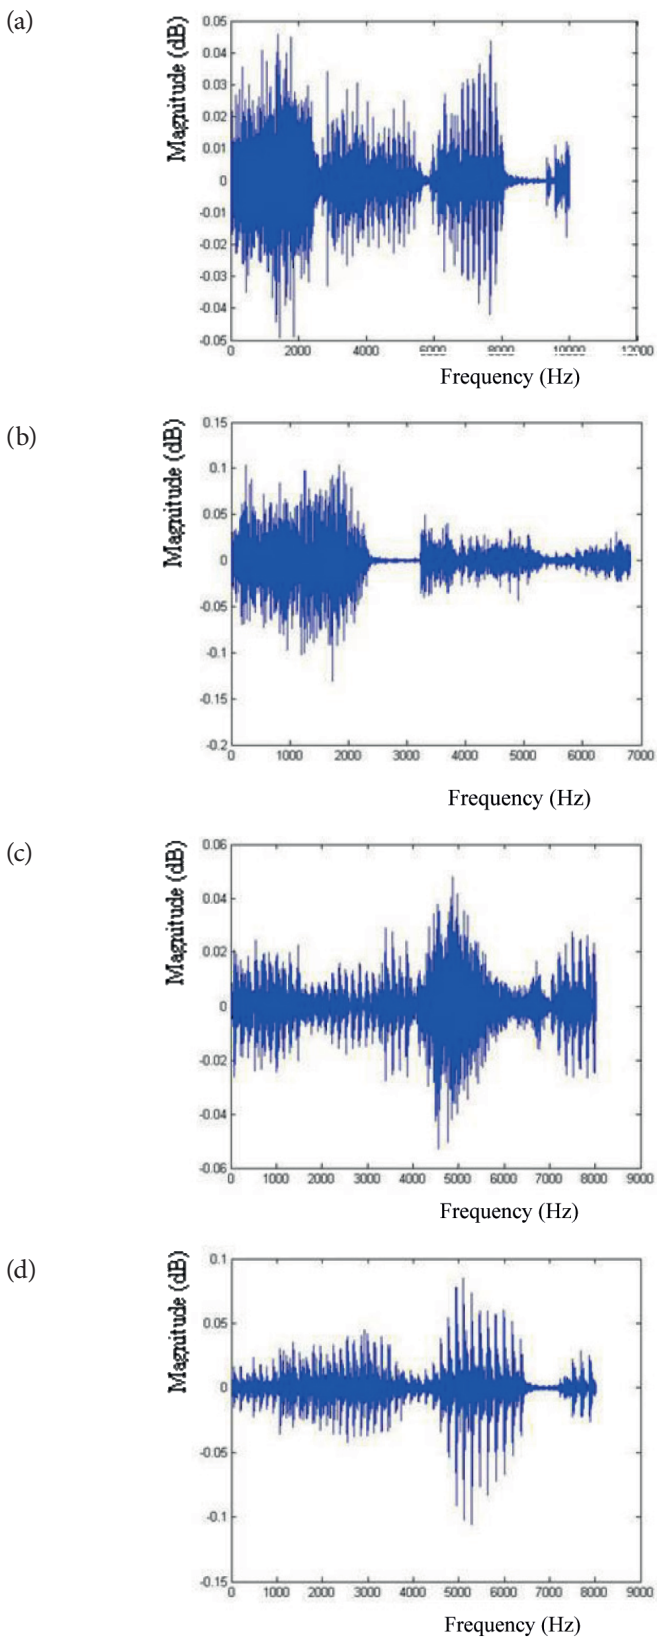 (a)
Magnitude (dB)
0.05
0.04
0.03
0.02
0.01
0
-0.01
-0.02
-0.03
-0.04
-0.05
0 2000 4000 6000 8000 10000 12000
Frequency (Hz)
(b)
Magnitude (dB)
0.15
0.1
0.05
0
-0.05
-0.1
-0.15
-0.2
0 1000 2000 3000 4000 5000 6000 7000
Frequency (Hz)
(c)
Magnitude (dB)
0.06
0.04
0.02
0
-0.02
-0.04
-0.06
0 1000 2000 3000 4000 5000 6000 7000 8000 9000
Frequency (Hz)
(d)
Magnitude (dB)
0.1
0.05
0
-0.05
-0.1
-0.15
0 1000 2000 3000 4000 5000 6000 7000 8000 9000
Frequency (Hz)